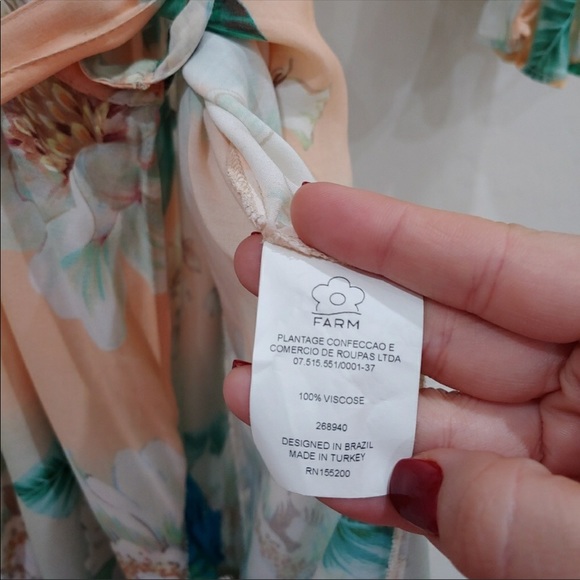 FARM
PLANTAGE CONFECCAO E
COMERCIO DE ROUPAS LTDA
07.515.551/0001-37
100% VISCOSE
268940
DESIGNED IN BRAZIL
MADE IN TURKEY
RN155200